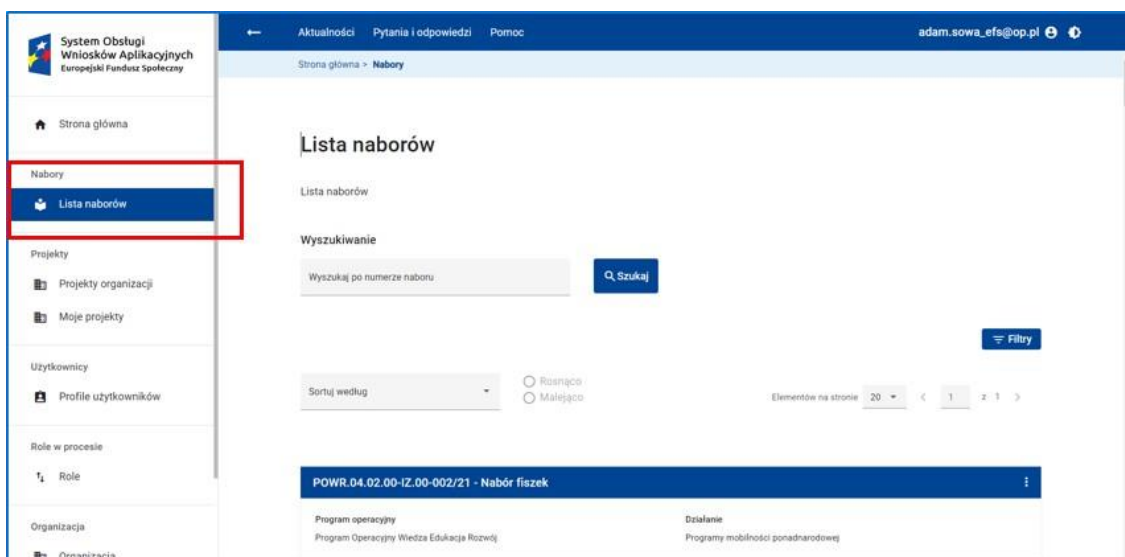 System Obsługi
Wniosków Aplikacyjnych
Europejski Fundusz Społeczny
Aktualności Pytania i odpowiedzi Pomoc
adam.sowa_efs@op.pl
Strona główna > Nabory
Strona główna
Nabory
Lista naborów
Projekty
Projekty organizacji
Moje projekty
Użytkownicy
Profile użytkowników
Role w procesie
Role
Organizacja
Organizacja
Lista naborów
Lista naborów
Wyszukiwanie
Wyszukaj po numerze naboru
Szukaj
Filtry
Sortuj według
Rosnąco
Malejąco
Elementów na stronie 20 < 1 z 1 >
POWR.04.02.00-IZ.00-002/21 - Nabór fiszek
Program operacyjny
Program Operacyjny Wiedza Edukacja Rozwój
Działanie
Programy mobilności ponadnarodowej